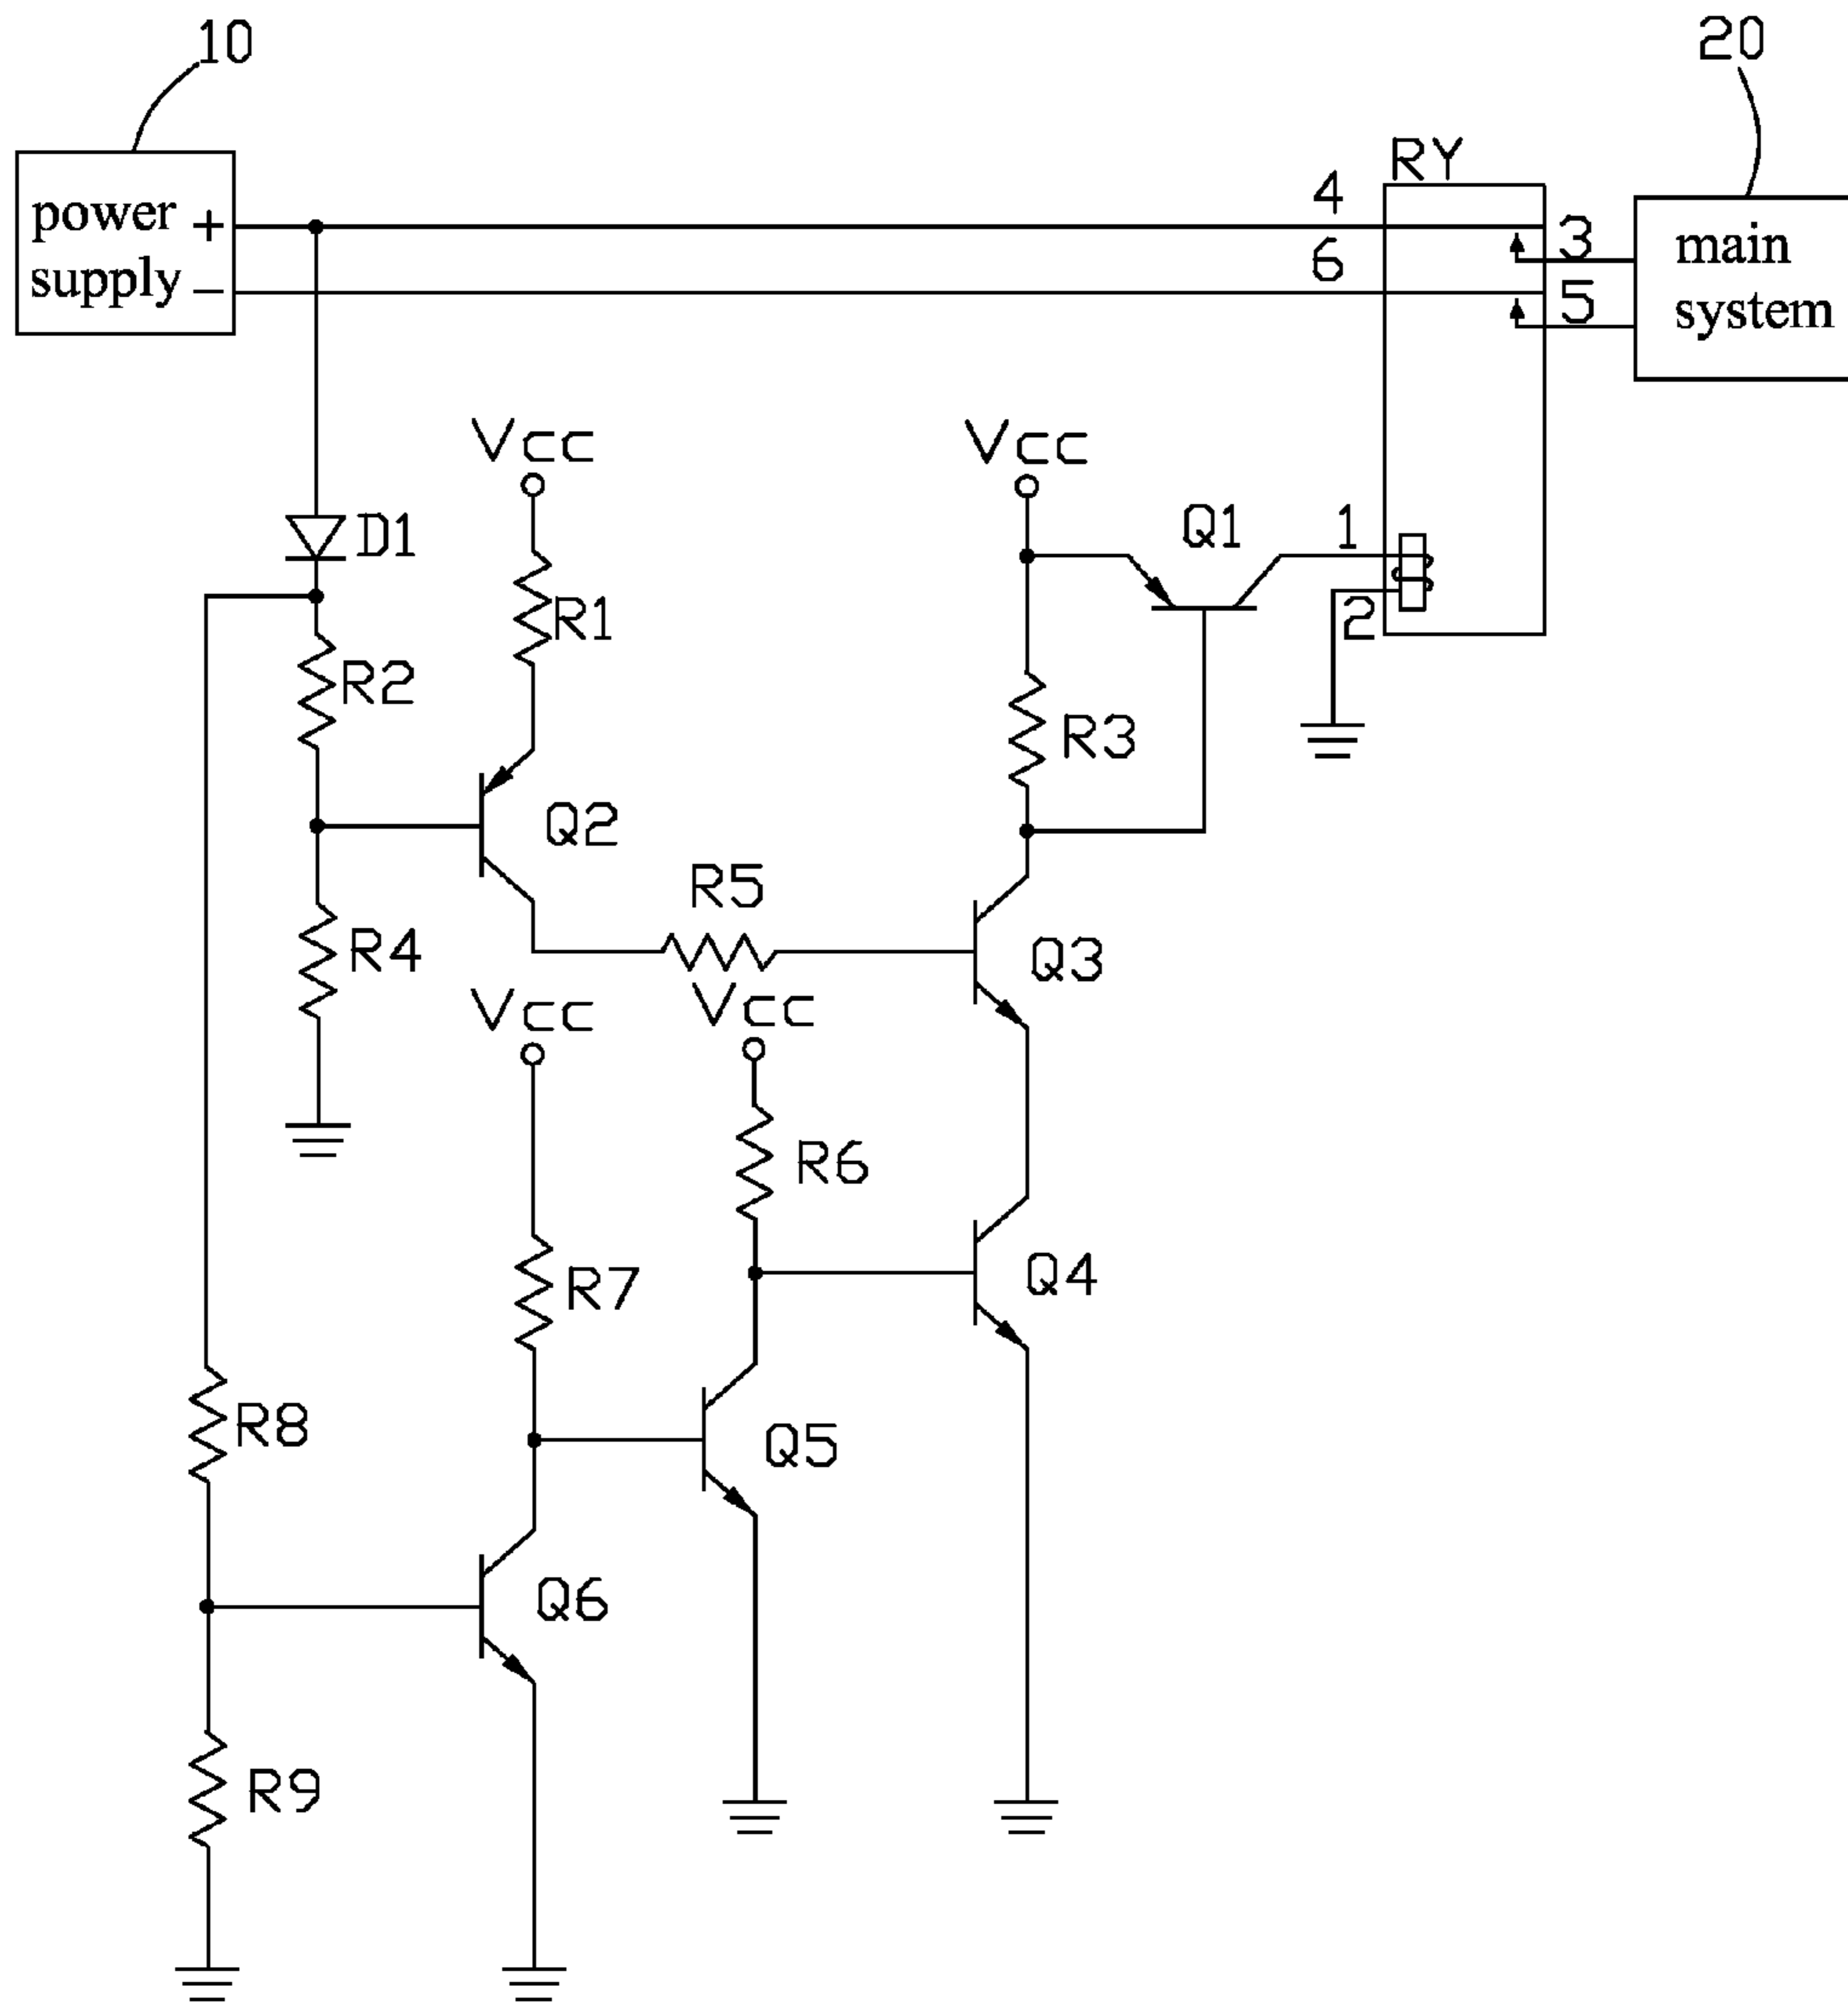 10
20
RY
power +
supply −
4
3
6
5
main
system
Vcc
Vcc
Q1
1
D1
R1
2
R2
R3
Q2
R5
R4
Q3
Vcc
Vcc
R6
R7
Q4
R8
Q5
Q6
R9